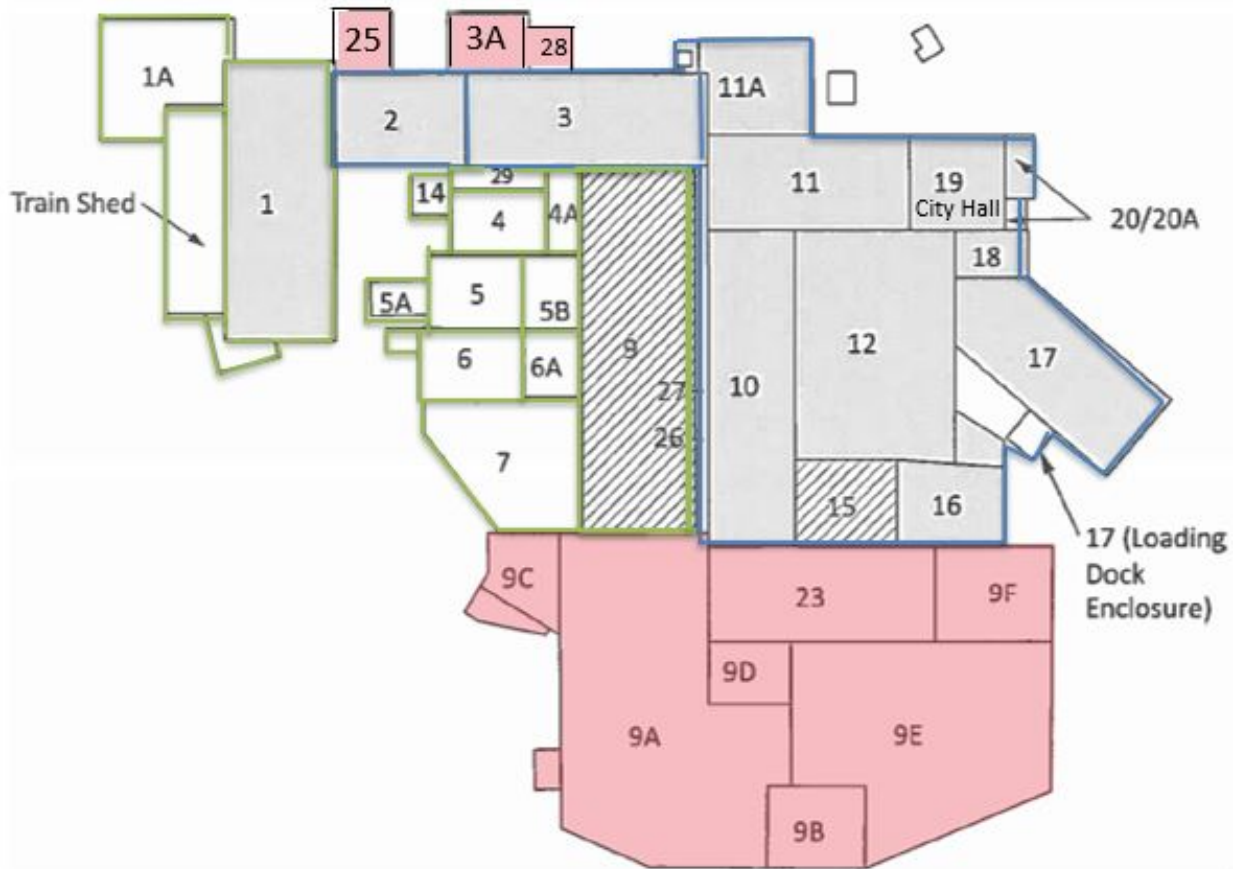 25
3A
28
1A
2
3
11A
Train Shed
1
14
29
4
4A
11
19
City Hall
20/20A
5A
5
5B
18
6
6A
9
12
17
27
10
26
7
15
16
17 (Loading
Dock
Enclosure)
9C
23
9F
9D
9A
9E
9B